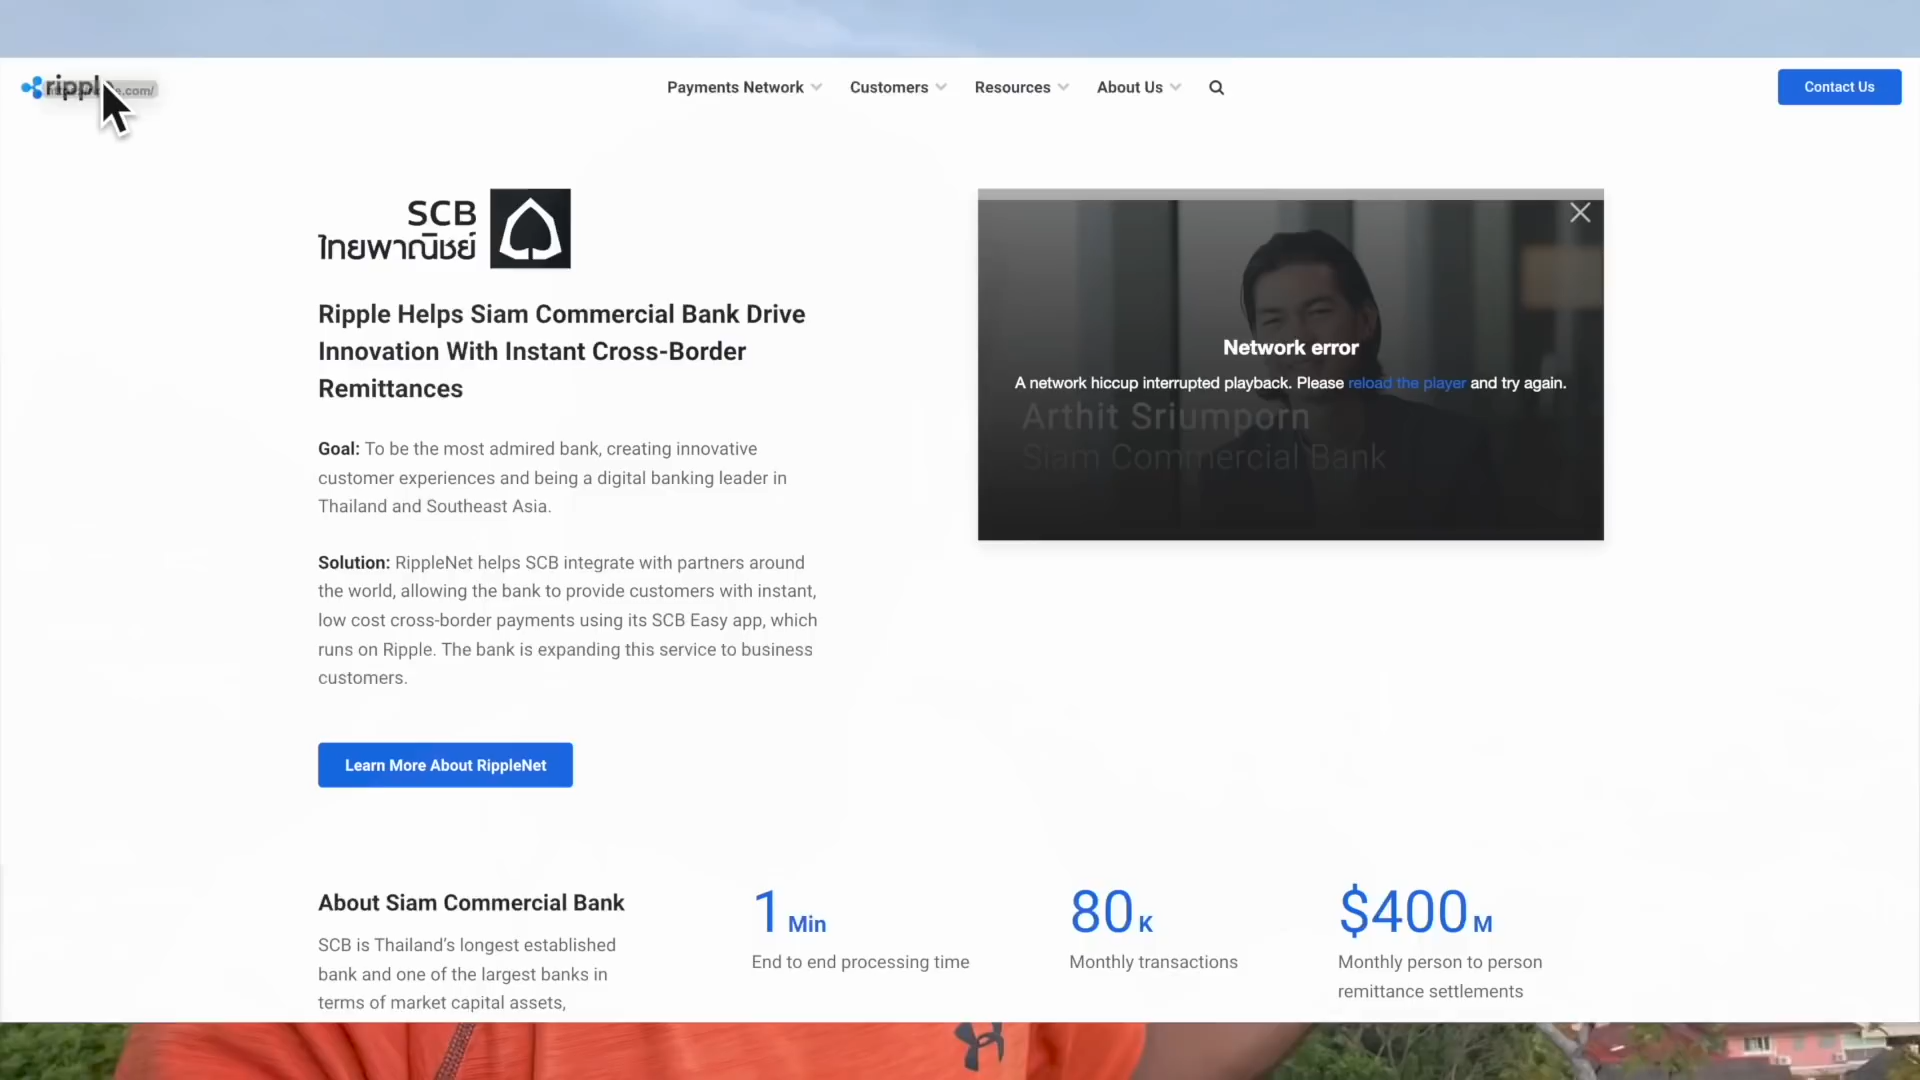 ripple
Payments Network
Customers
Resources
About Us
Contact Us
SCB
ไทยพาณิชย์
Ripple Helps Siam Commercial Bank Drive
Innovation With Instant Cross-Border
Remittances
Goal: To be the most admired bank, creating innovative
customer experiences and being a digital banking leader in
Thailand and Southeast Asia.
Solution: RippleNet helps SCB integrate with partners around
the world, allowing the bank to provide customers with instant,
low cost cross-border payments using its SCB Easy app, which
runs on Ripple. The bank is expanding this service to business
customers.
Learn More About RippleNet
Network error
A network hiccup interrupted playback. Please reload the player and try again.
Arthit Sriumporn
Siam Commercial Bank
About Siam Commercial Bank
SCB is Thailand's longest established
bank and one of the largest banks in
terms of market capital assets,
1 Min
End to end processing time
80 K
Monthly transactions
$400 M
Monthly person to person
remittance settlements